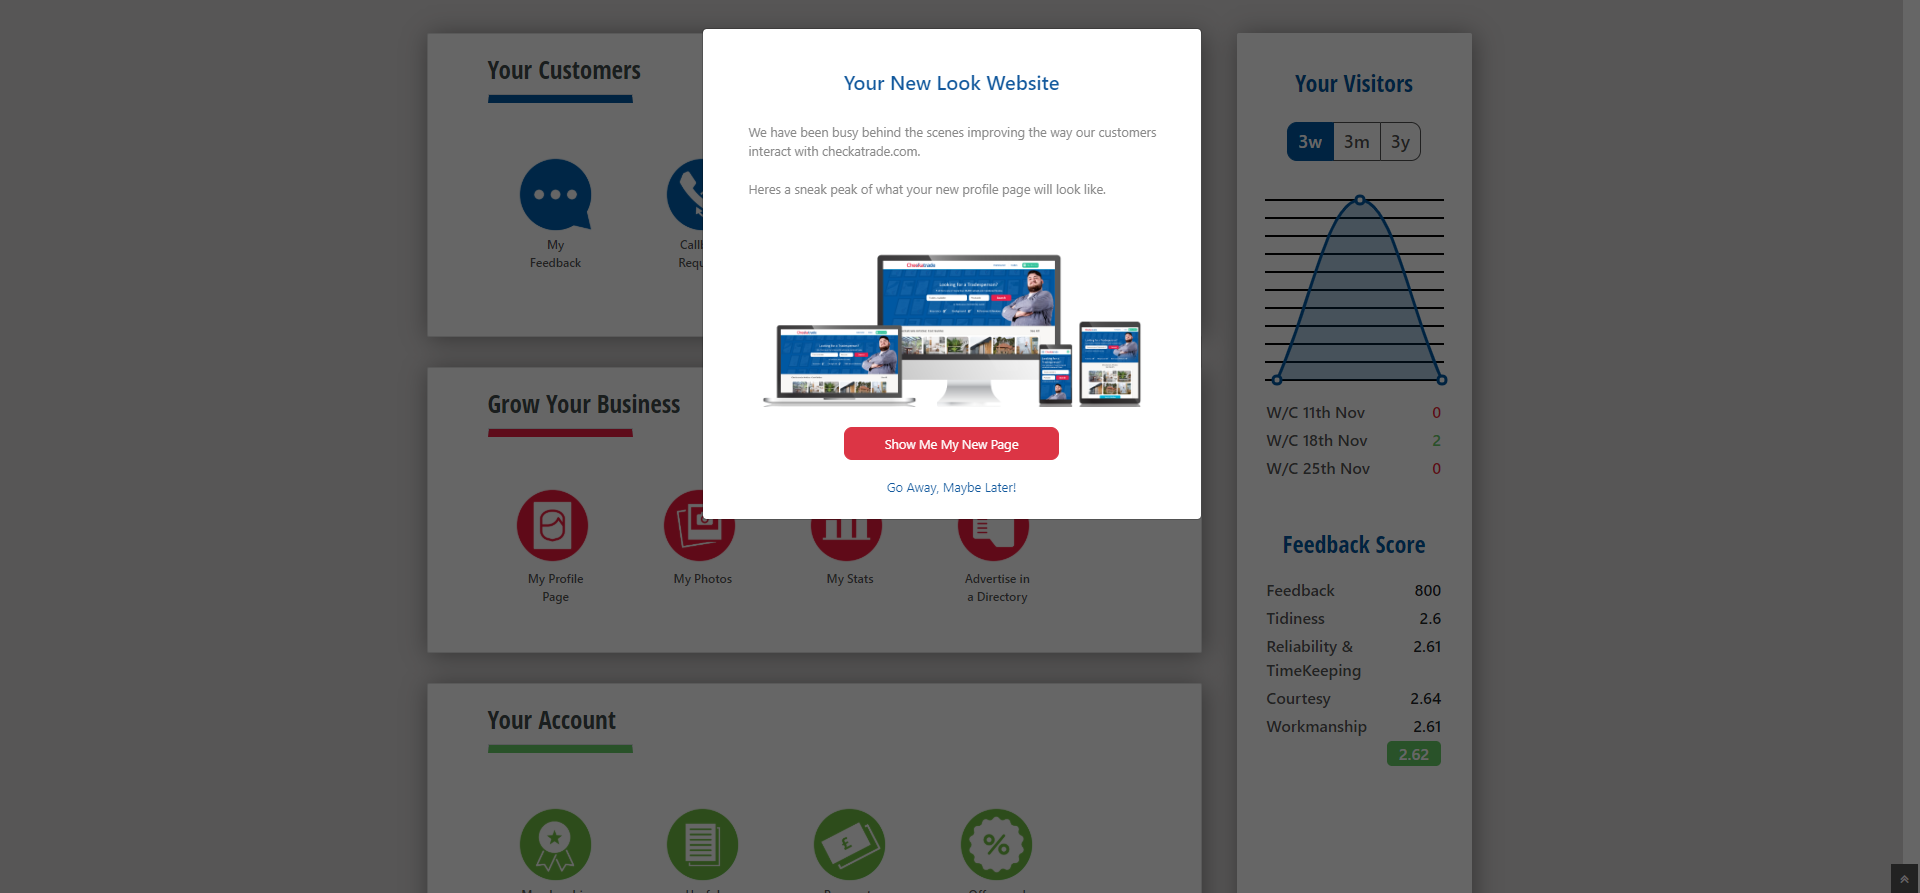 Your Customers
My
Feedback
Your New Look Website
We have been busy behind the scenes improving the way our customers
interact with checkatrade.com.
Heres a sneak peak of what your new profile page will look like.
Looking for a Tradesperson?
Show Me My New Page
Go Away, Maybe Later!
Grow Your Business
My Profile
Page
My Photos
My Stats
Advertise in
a Directory
Your Account
£
%
Your Visitors
3w 3m 3y
W/C 11th Nov 0
W/C 18th Nov 2
W/C 25th Nov 0
Feedback Score
Feedback 800
Tidiness 2.6
Reliability & 2.61
TimeKeeping
Courtesy 2.64
Workmanship 2.61
2.62